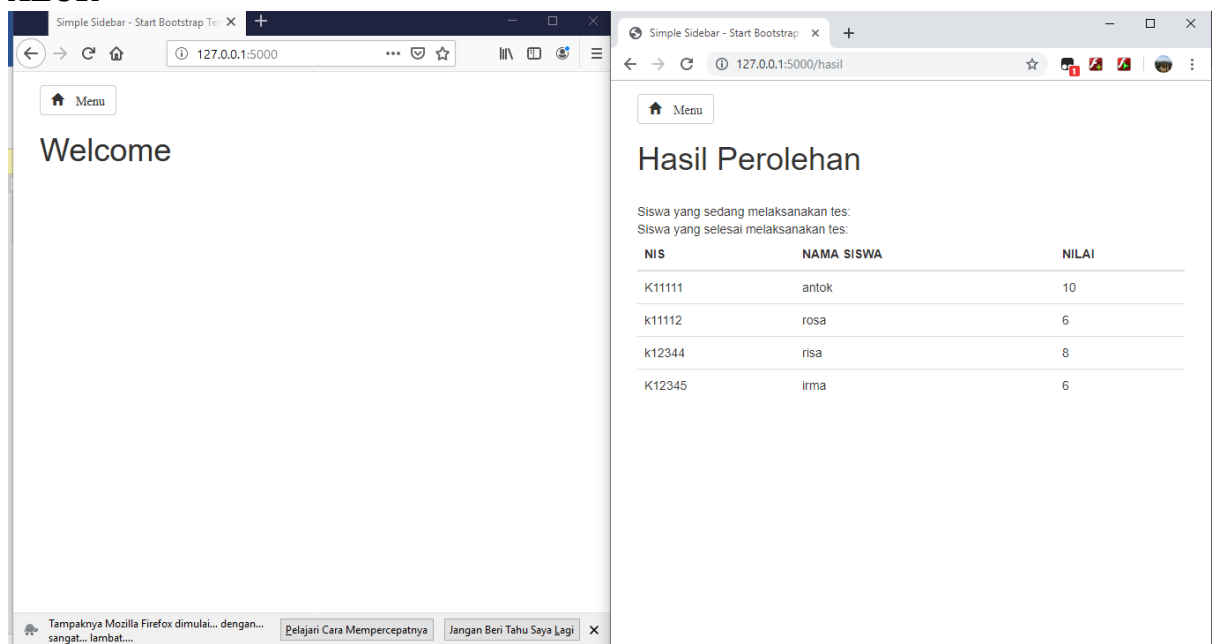 Simple Sidebar - Start Bootstrap Te
127.0.0.1:5000
Menu
Welcome
Tampaknya Mozilla Firefox dimulai... dengan...
sangat... lambat....
Pelajari Cara Mempercepatnya
Jangan Beri Tahu Saya Lagi
Simple Sidebar - Start Bootstrap
127.0.0.1:5000/hasil
1
Menu
Hasil Perolehan
Siswa yang sedang melaksanakan tes:
Siswa yang selesai melaksanakan tes:
NIS NAMA SISWA NILAI
K11111 antok 10
k11112 rosa 6
k12344 risa 8
K12345 irma 6